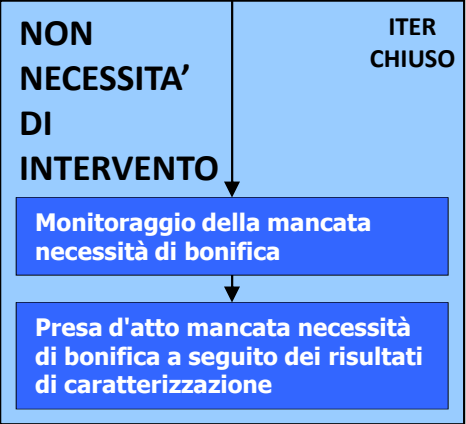 NON
NECESSITA'
DI
INTERVENTO
ITER
CHIUSO
Monitoraggio della mancata
necessità di bonifica
Presa d'atto mancata necessità
di bonifica a seguito dei risultati
di caratterizzazione